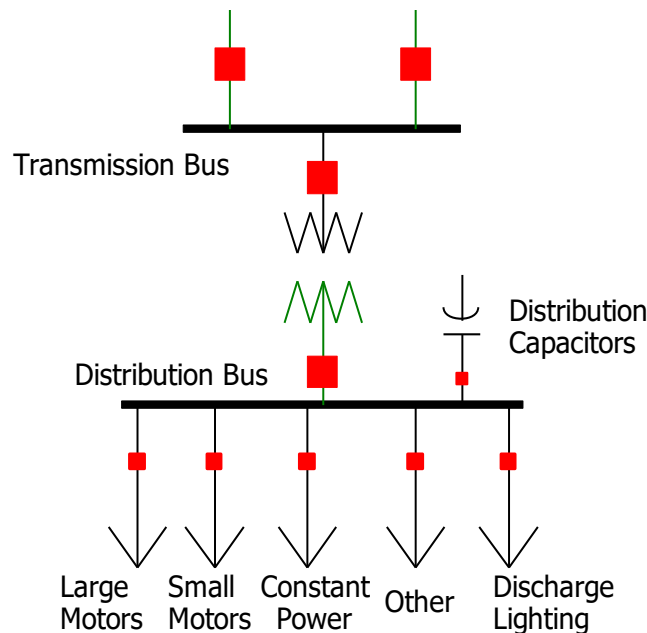 Transmission Bus
Distribution
Capacitors
Distribution Bus
Large
Motors
Small
Motors
Constant
Power
Other
Discharge
Lighting